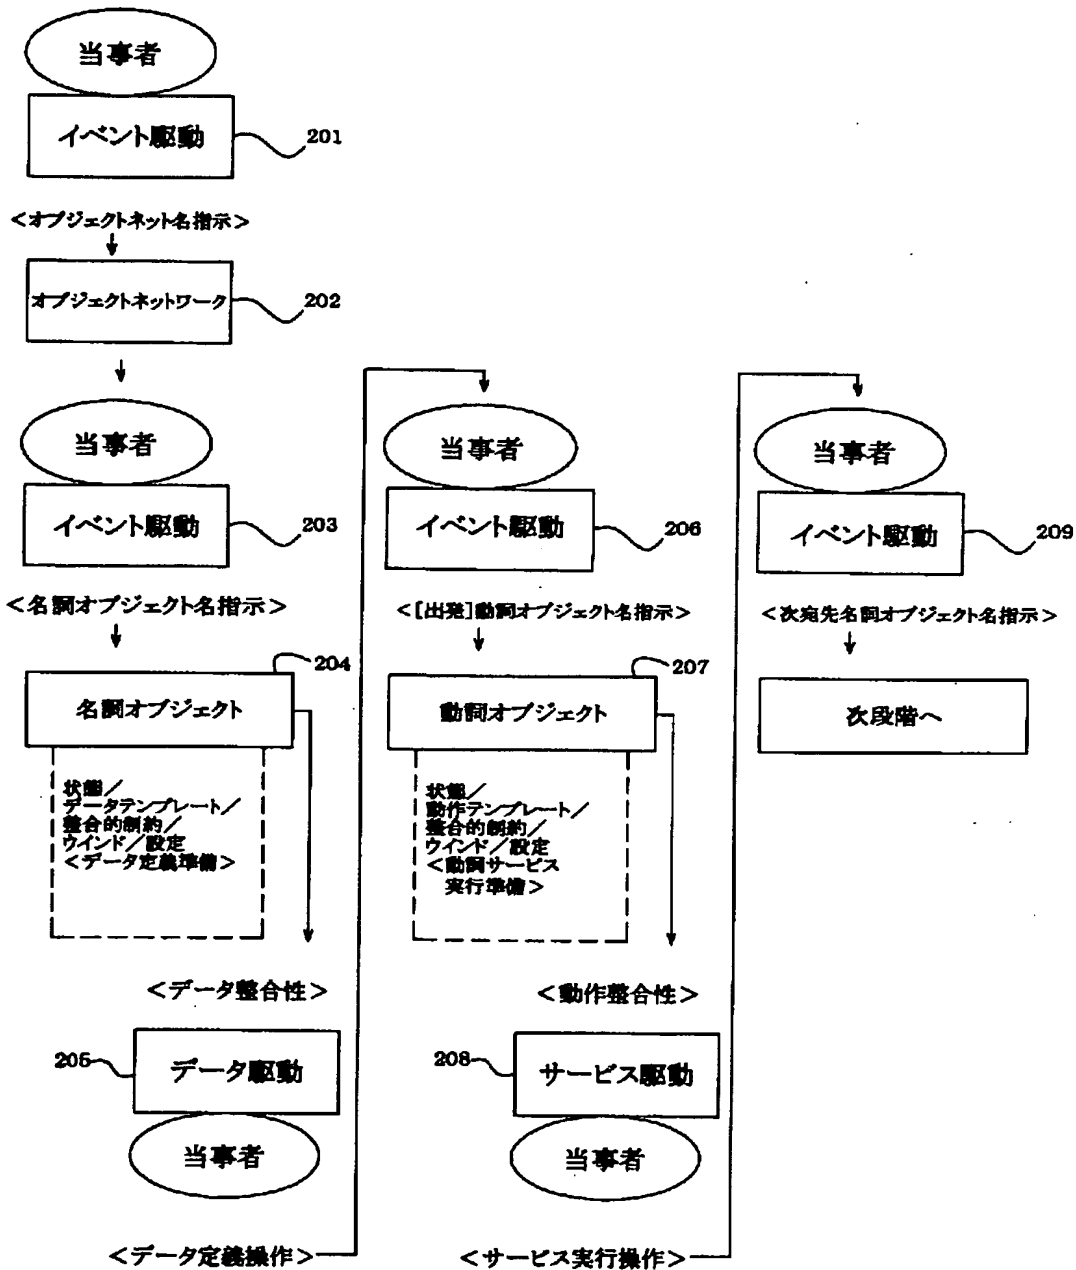 当事者
イベント駆動
201
＜オブジェクトネット名指示＞
オブジェクトネットワーク
202
当事者
イベント駆動
203
＜名詞オブジェクト名指示＞
204
名詞オブジェクト
状態／
データテンプレート／
整合的制約／
ウインド／設定
＜データ定義準備＞
＜データ整合性＞
205
データ駆動
当事者
＜データ定義操作＞
当事者
イベント駆動
206
＜[出発]動詞オブジェクト名指示＞
207
動詞オブジェクト
状態／
動作テンプレート／
整合的制約／
ウインド／設定
＜動詞サービス
実行準備＞
＜動作整合性＞
208
サービス駆動
当事者
＜サービス実行操作＞
当事者
イベント駆動
209
＜次宛先名詞オブジェクト名指示＞
次段階へ